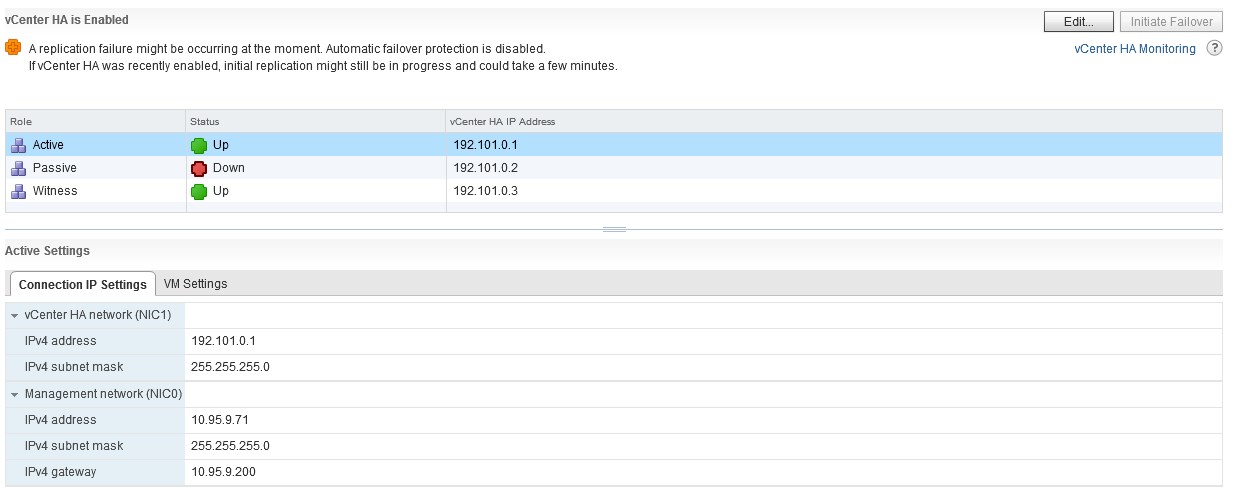 vCenter HA is Enabled
Edit...
Initiate Failover
A replication failure might be occurring at the moment. Automatic failover protection is disabled.
If vCenter HA was recently enabled, initial replication might still be in progress and could take a few minutes.
vCenter HA Monitoring ?
Role Status vCenter HA IP Address
Active Up 192.101.0.1
Passive Down 192.101.0.2
Witness Up 192.101.0.3
Active Settings
Connection IP Settings VM Settings
vCenter HA network (NIC1)
IPv4 address 192.101.0.1
IPv4 subnet mask 255.255.255.0
Management network (NIC0)
IPv4 address 10.95.9.71
IPv4 subnet mask 255.255.255.0
IPv4 gateway 10.95.9.200